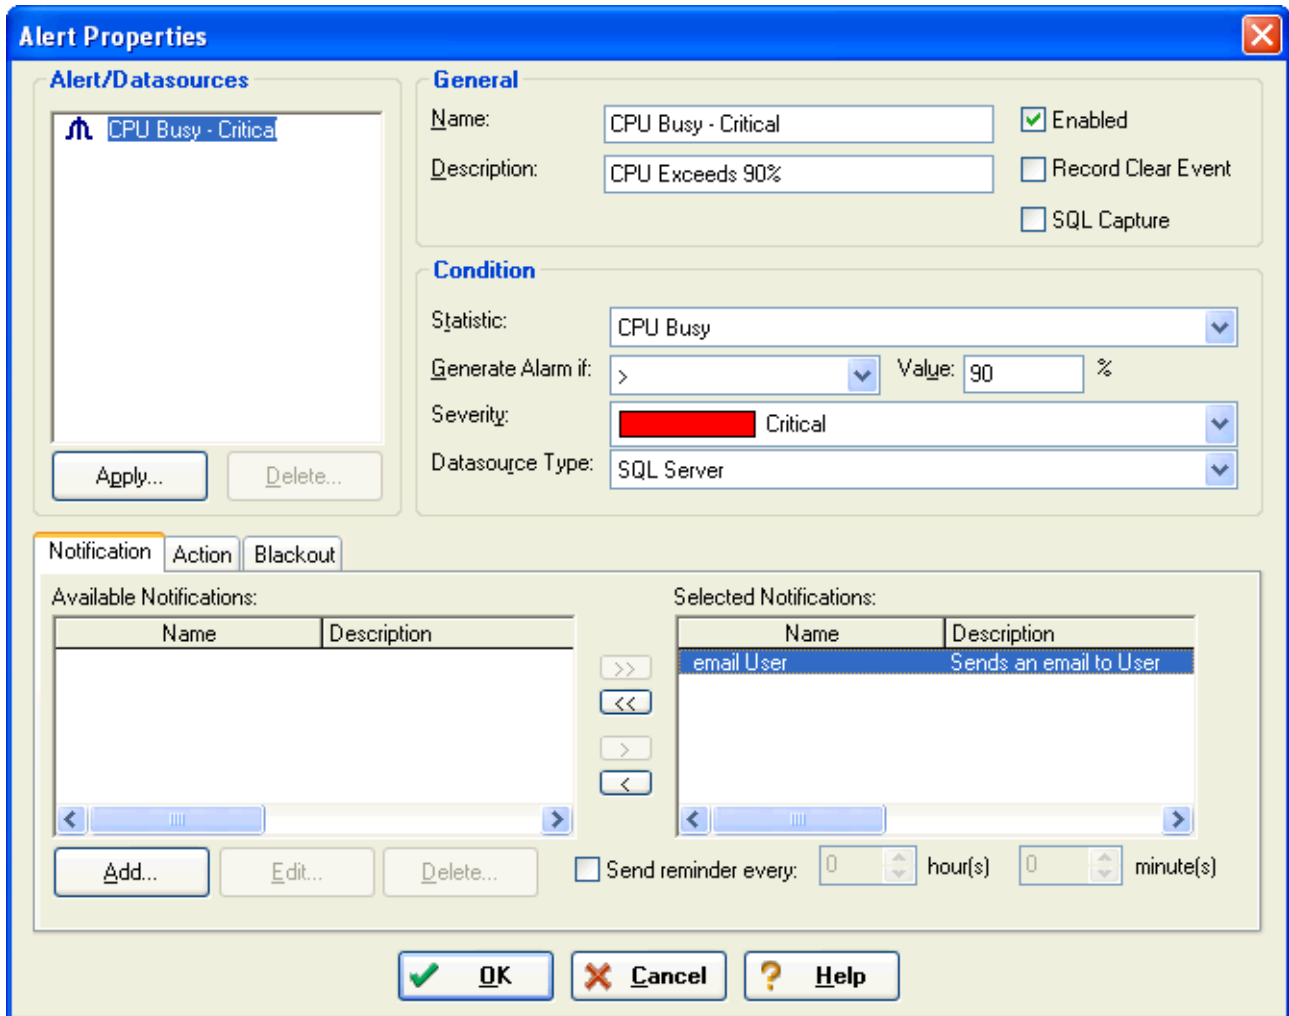 Alert Properties
Alert/Datasources
CPU Busy - Critical
Apply...
Delete...
General
Name: CPU Busy - Critical
Enabled
Description: CPU Exceeds 90%
Record Clear Event
SQL Capture
Condition
Statistic: CPU Busy
Generate Alarm if: > Value: 90 %
Severity: Critical
Datasource Type: SQL Server
Notification Action Blackout
Available Notifications:
Name Description
>>
<<
>
<
Selected Notifications:
Name Description
email User Sends an email to User
Add... Edit... Delete...
Send reminder every: 0 hour(s) 0 minute(s)
OK Cancel Help